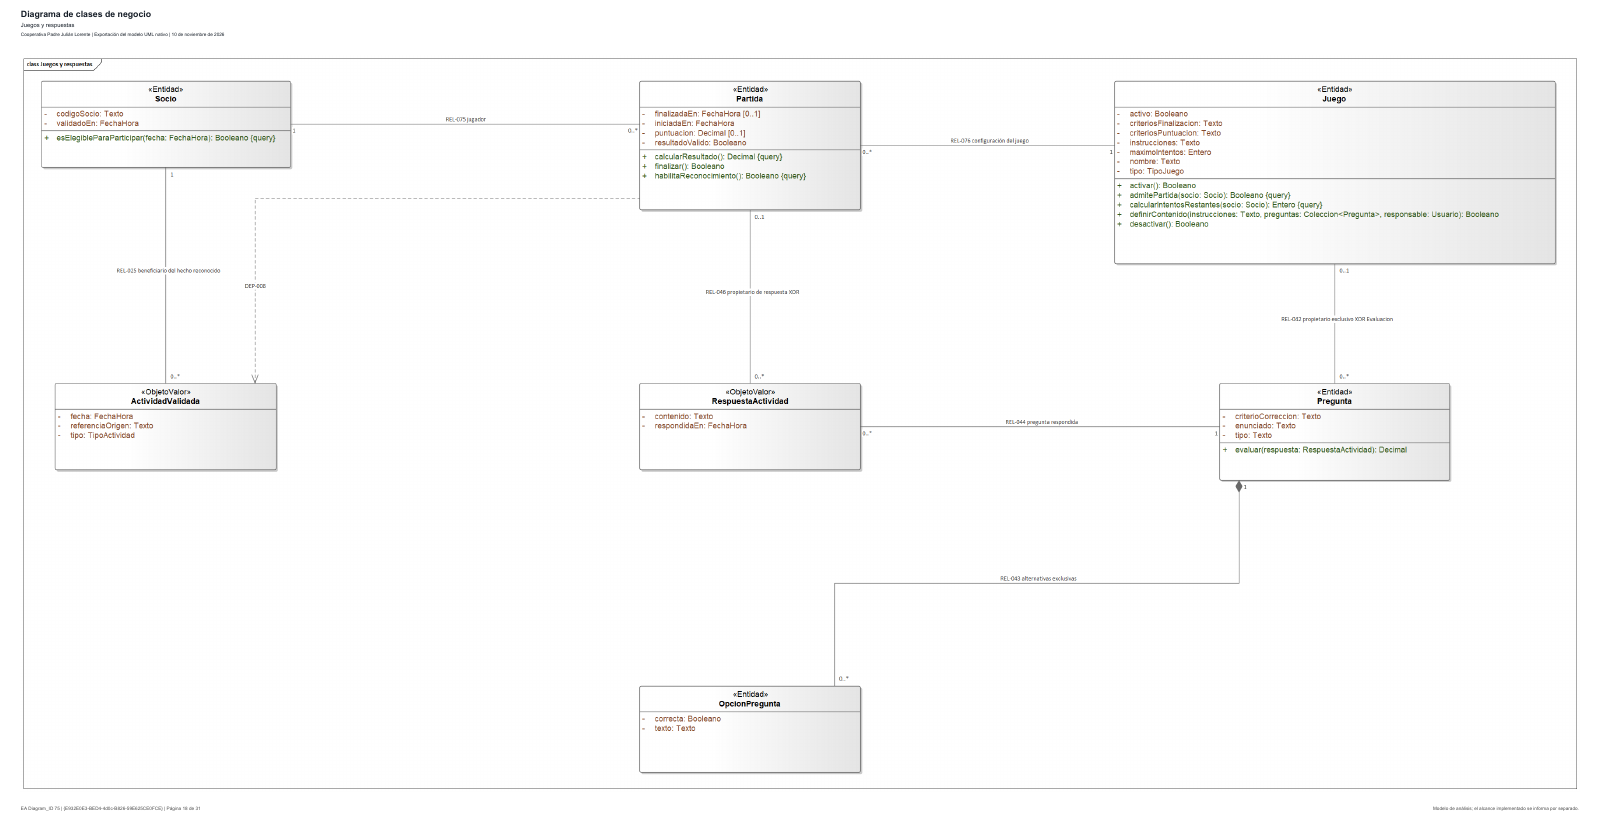 Diagrama de clases de negocio
Juegos y respuestas
Cooperativa Padre Julián Lorente | Exportación del modelo UML nativo | 10 de noviembre de 2026
class Juegos y respuestas
«Entidad»
Socio
- codigoSocio: Texto
- validadoEn: FechaHora
+ esElegibleParaParticipar(fecha: FechaHora): Booleano {query}
1
REL-075 jugador
0..*
«Entidad»
Partida
- finalizadaEn: FechaHora [0..1]
- iniciadaEn: FechaHora
- puntuacion: Decimal [0..1]
- resultadoValido: Booleano
+ calcularResultado(): Decimal {query}
+ finalizar(): Booleano
+ habilitaReconocimiento(): Booleano {query}
0..*
REL-076 configuración del juego
1
«Entidad»
Juego
- activo: Booleano
- criteriosFinalizacion: Texto
- criteriosPuntuacion: Texto
- instrucciones: Texto
- maximoIntentos: Entero
- nombre: Texto
- tipo: TipoJuego
+ activar(): Booleano
+ admitePartida(socio: Socio): Booleano {query}
+ calcularIntentosRestantes(socio: Socio): Entero {query}
+ definirContenido(instrucciones: Texto, preguntas: Coleccion<Pregunta>, responsable: Usuario): Booleano
+ desactivar(): Booleano
1
REL-025 beneficiario del hecho reconocido
0..*
DEP-008
0..1
REL-046 propietario de respuesta XOR
0..*
0..1
REL-042 propietario exclusivo XOR Evaluacion
0..*
«ObjetoValor»
ActividadValidada
- fecha: FechaHora
- referenciaOrigen: Texto
- tipo: TipoActividad
«ObjetoValor»
RespuestaActividad
- contenido: Texto
- respondidaEn: FechaHora
0..*
REL-044 pregunta respondida
1
«Entidad»
Pregunta
- criterioCorreccion: Texto
- enunciado: Texto
- tipo: Texto
+ evaluar(respuesta: RespuestaActividad): Decimal
1
REL-043 alternativas exclusivas
0..*
«Entidad»
OpcionPregunta
- correcta: Booleano
- texto: Texto
EA Diagram_ID 75 | Página 18 de 31
Modelo de análisis; el alcance implementado se informa por separado.